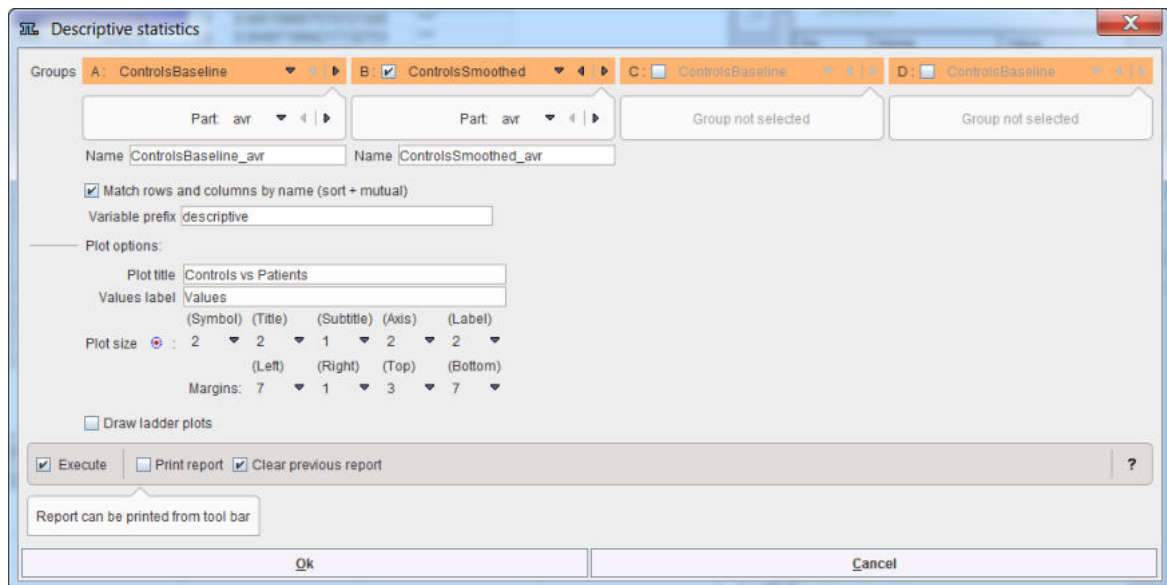 Descriptive statistics
Groups A: ControlsBaseline B: ControlsSmoothed C: ControlsBaseline D: ControlsBaseline
Part: avr Part: avr Group not selected Group not selected
Name ControlsBaseline_avr Name ControlsSmoothed_avr
Match rows and columns by name (sort + mutual)
Variable prefix descriptive
Plot options:
Plot title Controls vs Patients
Values label Values
(Symbol) (Title) (Subtitle) (Axis) (Label)
Plot size : 2 2 1 2 2
(Left) (Right) (Top) (Bottom)
Margins: 7 1 3 7
Draw ladder plots
Execute Print report Clear previous report ?
Report can be printed from tool bar
Ok Cancel